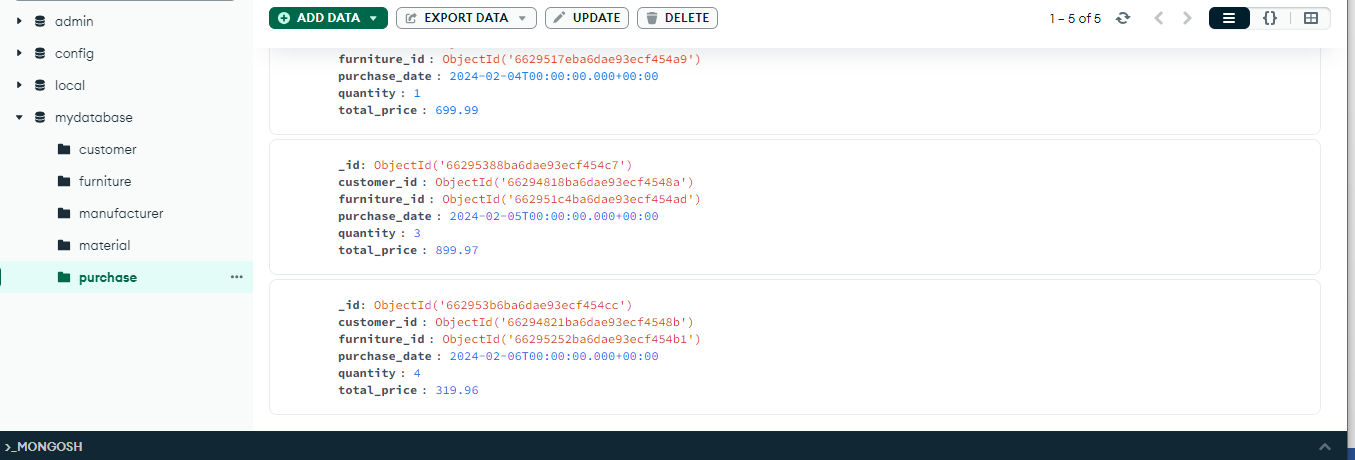 admin
config
local
mydatabase
customer
furniture
manufacturer
material
purchase
ADD DATA
EXPORT DATA
UPDATE
DELETE
1 – 5 of 5
{}
furniture_id : ObjectId('6629517eba6dae93ecf454a9')
purchase_date : 2024-02-04T00:00:00.000+00:00
quantity : 1
total_price : 699.99
_id: ObjectId('66295388ba6dae93ecf454c7')
customer_id : ObjectId('66294818ba6dae93ecf4548a')
furniture_id : ObjectId('662951c4ba6dae93ecf454ad')
purchase_date : 2024-02-05T00:00:00.000+00:00
quantity : 3
total_price : 899.97
_id: ObjectId('662953b6ba6dae93ecf454cc')
customer_id : ObjectId('66294821ba6dae93ecf4548b')
furniture_id : ObjectId('66295252ba6dae93ecf454b1')
purchase_date : 2024-02-06T00:00:00.000+00:00
quantity : 4
total_price : 319.96
>_MONGOSH